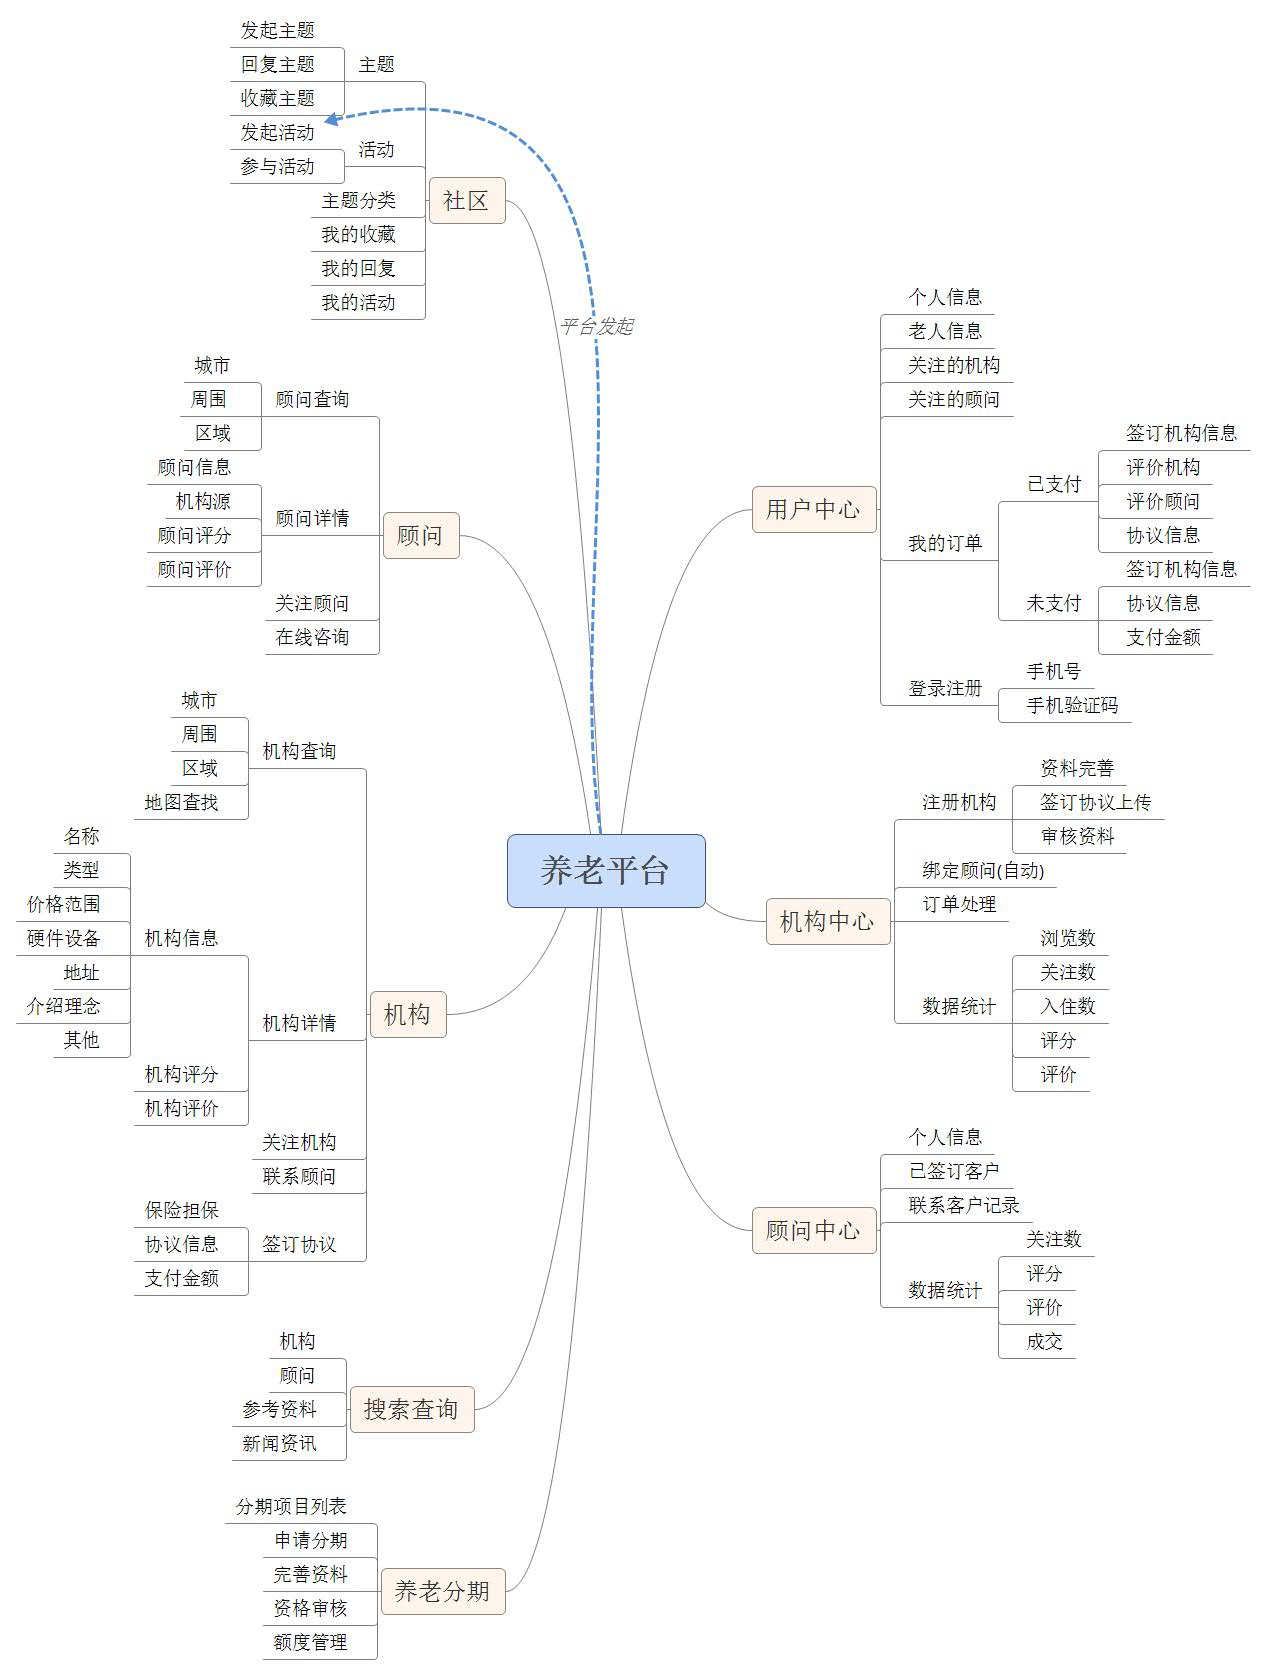 养老平台
社区
主题
发起主题
回复主题
收藏主题
活动
发起活动
参与活动
主题分类
我的收藏
我的回复
我的活动
平台发起
顾问
顾问查询
城市
周围
区域
顾问详情
顾问信息
机构源
顾问评分
顾问评价
关注顾问
在线咨询
机构
机构查询
城市
周围
区域
地图查找
机构详情
机构信息
名称
类型
价格范围
硬件设备
地址
介绍理念
其他
机构评分
机构评价
关注机构
联系顾问
签订协议
保险担保
协议信息
支付金额
搜索查询
机构
顾问
参考资料
新闻资讯
养老分期
分期项目列表
申请分期
完善资料
资格审核
额度管理
用户中心
个人信息
老人信息
关注的机构
关注的顾问
我的订单
已支付
签订机构信息
评价机构
评价顾问
协议信息
未支付
签订机构信息
协议信息
支付金额
登录注册
手机号
手机验证码
机构中心
注册机构
资料完善
签订协议上传
审核资料
绑定顾问(自动)
订单处理
数据统计
浏览数
关注数
入住数
评分
评价
顾问中心
个人信息
已签订客户
联系客户记录
数据统计
关注数
评分
评价
成交